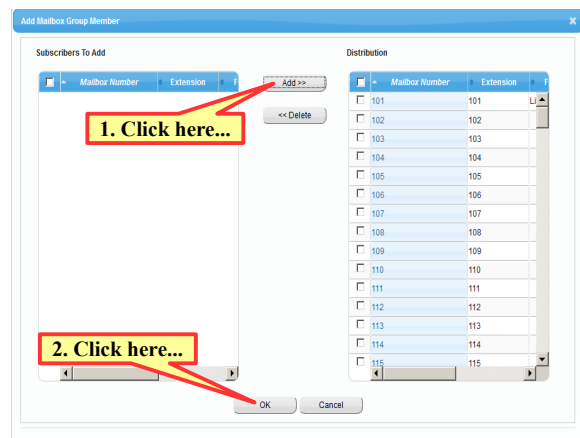 Add Mailbox Group Member
Subscribers To Add
Distribution
Mailbox Number Extension F
Add >>
Mailbox Number Extension F
<< Delete
1. Click here...
101 101 Li
102 102
103 103
104 104
105 105
106 106
107 107
108 108
109 109
110 110
111 111
112 112
113 113
114 114
115 115
2. Click here...
OK Cancel